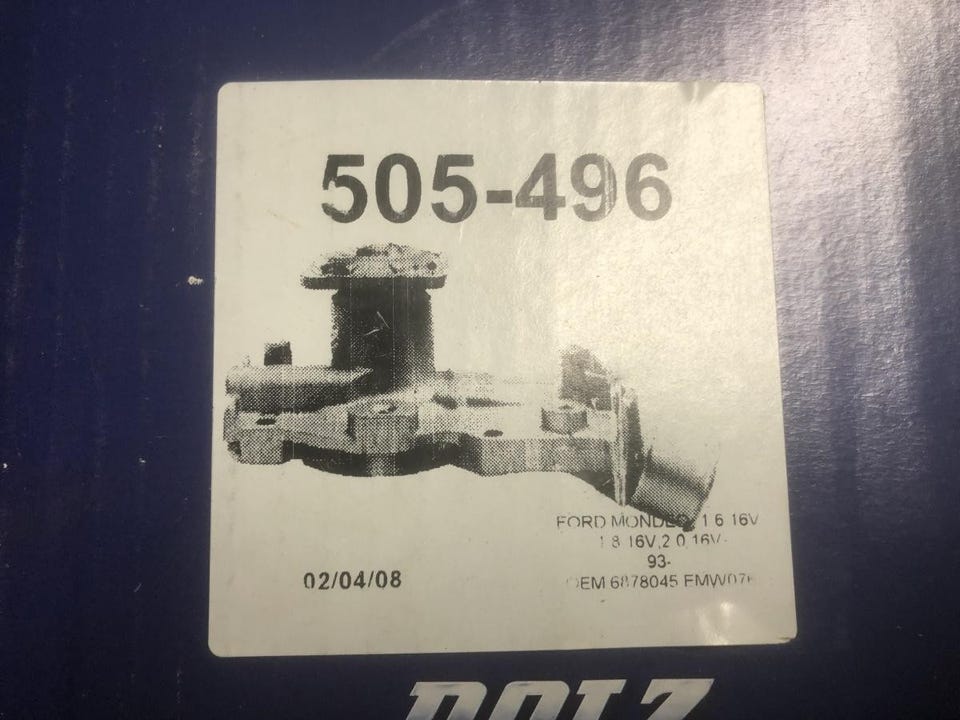 505-496
FORD MONDEO 1.6 16V
1.8 16V,2.0 16V-
93-
02/04/08
OEM 6878045
DOLZ